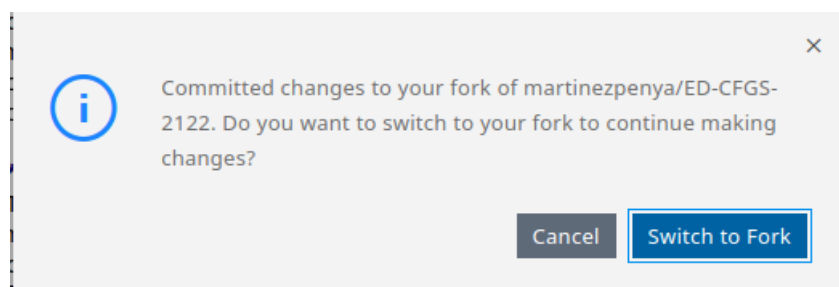 Committed changes to your fork of martinezpenya/ED-CFGS-
2122. Do you want to switch to your fork to continue making
changes?
Cancel
Switch to Fork